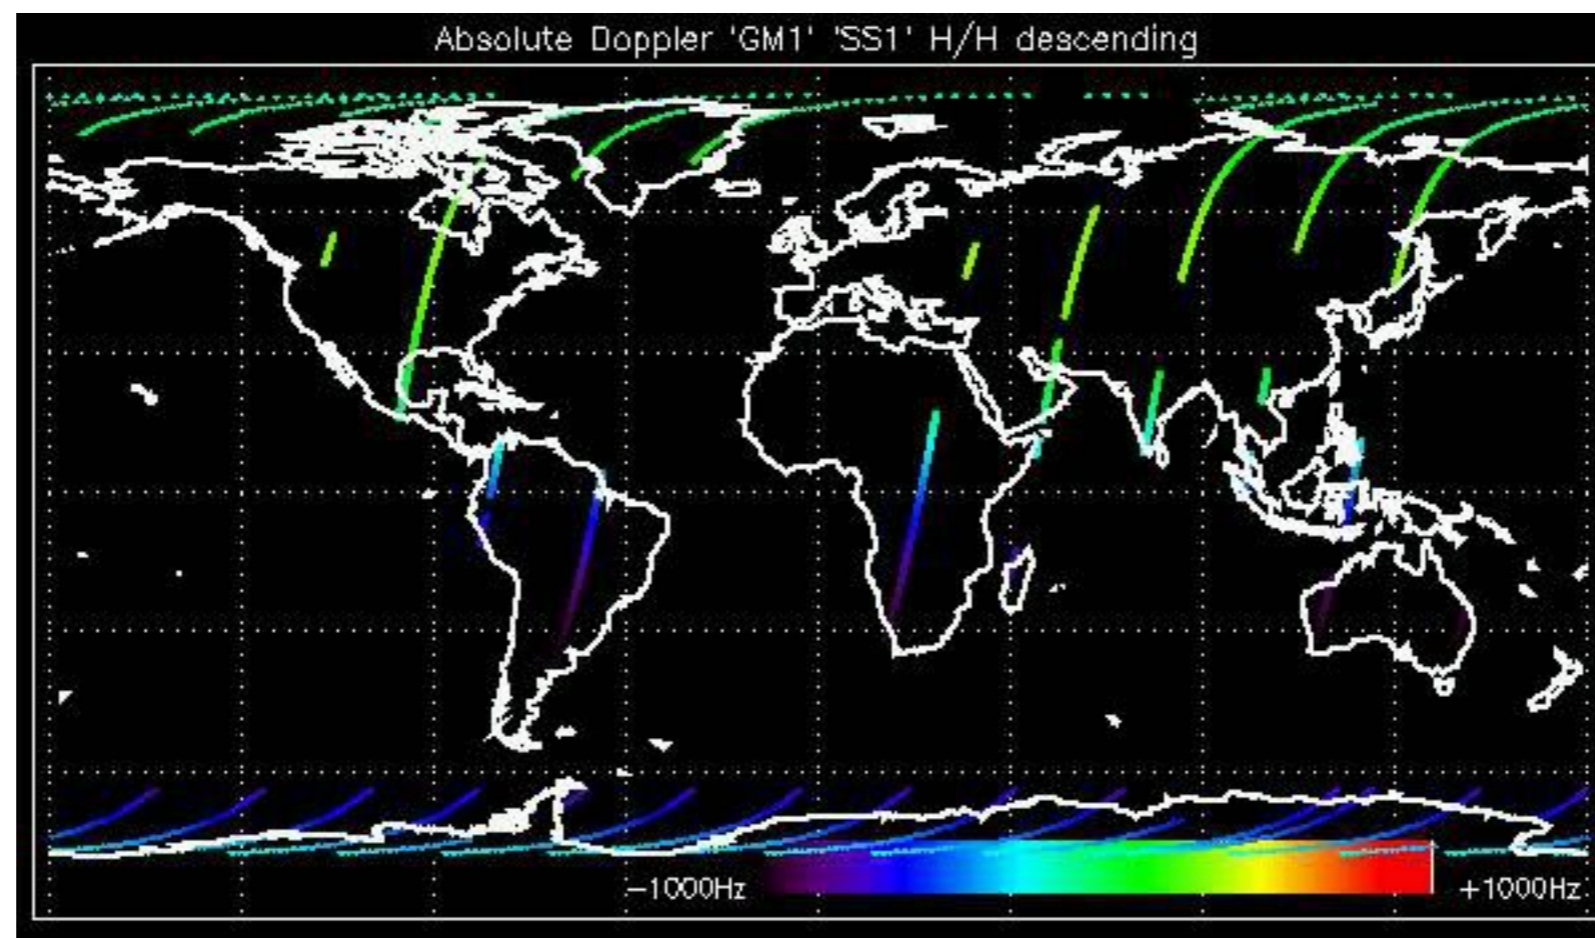 Absolute Doppler 'GM1' 'SS1' H/H descending
-1000Hz
+1000Hz